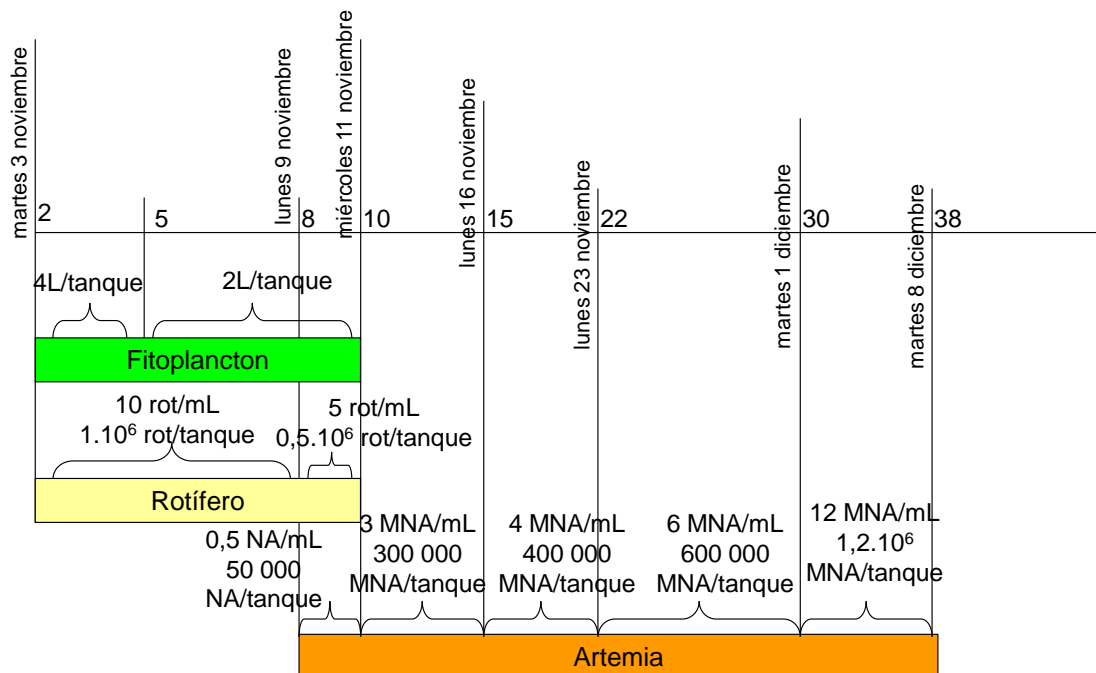 martes 3 noviembre
lunes 9 noviembre
miércoles 11 noviembre
lunes 16 noviembre
lunes 23 noviembre
martes 1 diciembre
martes 8 diciembre
2 5 8 10 15 22 30 38
4L/tanque 2L/tanque
Fitoplancton
10 rot/mL
1.10⁶ rot/tanque
5 rot/mL
0,5.10⁶ rot/tanque
Rotífero
0,5 NA/mL
50 000
NA/tanque
3 MNA/mL
300 000
MNA/tanque
4 MNA/mL
400 000
MNA/tanque
6 MNA/mL
600 000
MNA/tanque
12 MNA/mL
1,2.10⁶
MNA/tanque
Artemia